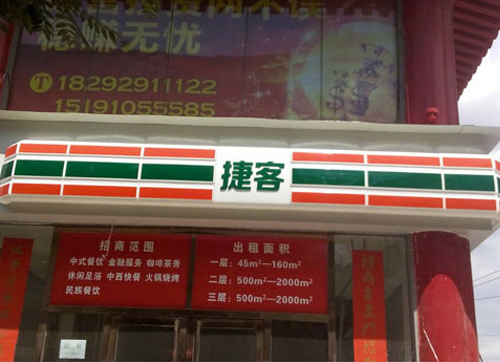 稳赚无忧
18292911122
15191055585
捷客
招商范围
中式餐饮 金融服务 咖啡茶秀
休闲足浴 中西快餐 火锅烧烤
民族餐饮
出租面积
一层：45m²—160m²
二层：500m²—2000m²
三层：500m²—2000m²